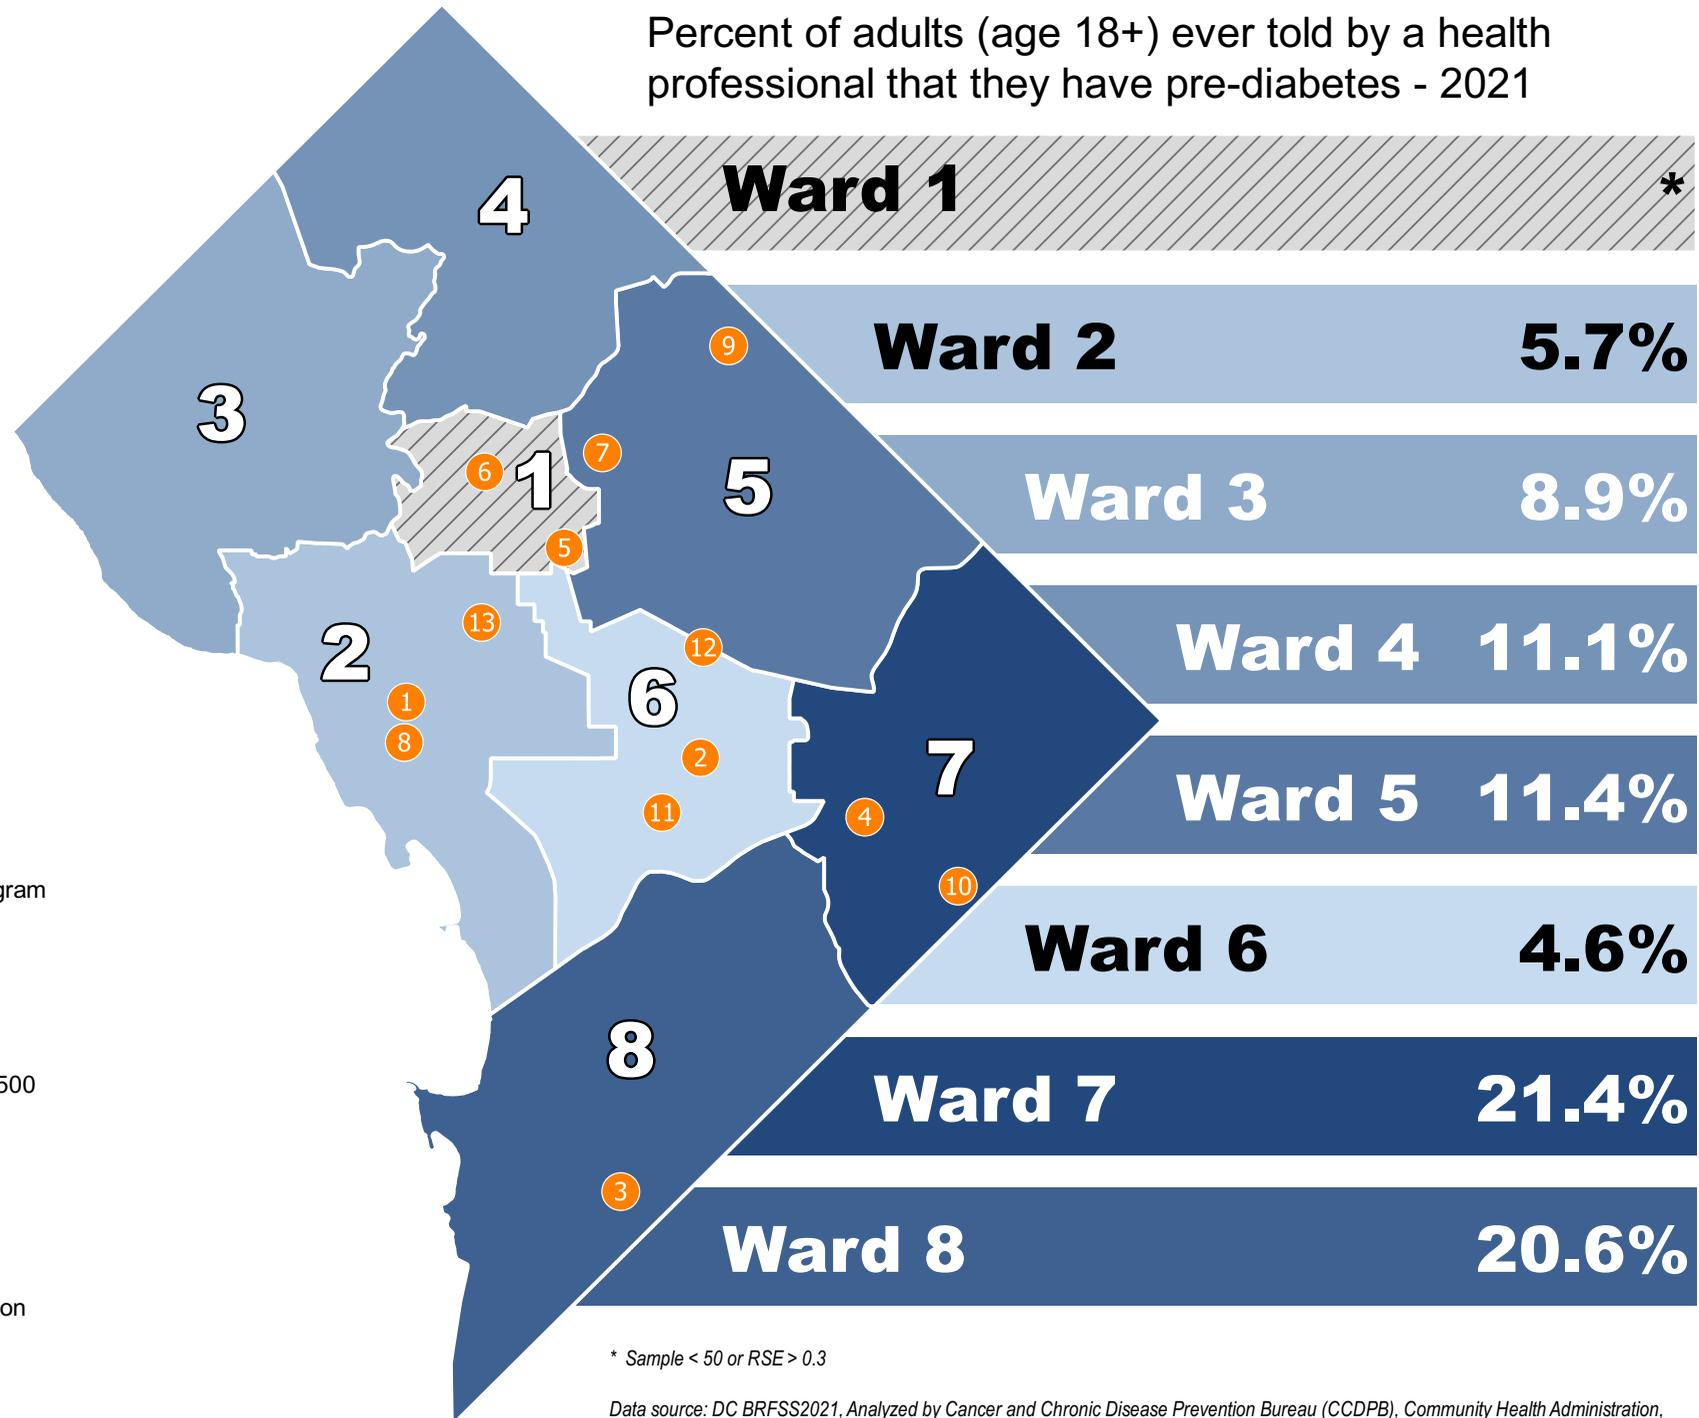 Percent of adults (age 18+) ever told by a health
professional that they have pre-diabetes - 2021
Ward 1 *
Ward 2 5.7%
Ward 3 8.9%
Ward 4 11.1%
Ward 5 11.4%
Ward 6 4.6%
Ward 7 21.4%
Ward 8 20.6%
4
9
3
7
6
1
5
5
13
2
12
6
1
8
2
7
11
4
10
8
3
gram
500
on
* Sample < 50 or RSE > 0.3
Data source: DC BRFSS2021, Analyzed by Cancer and Chronic Disease Prevention Bureau (CCDPB), Community Health Administration,